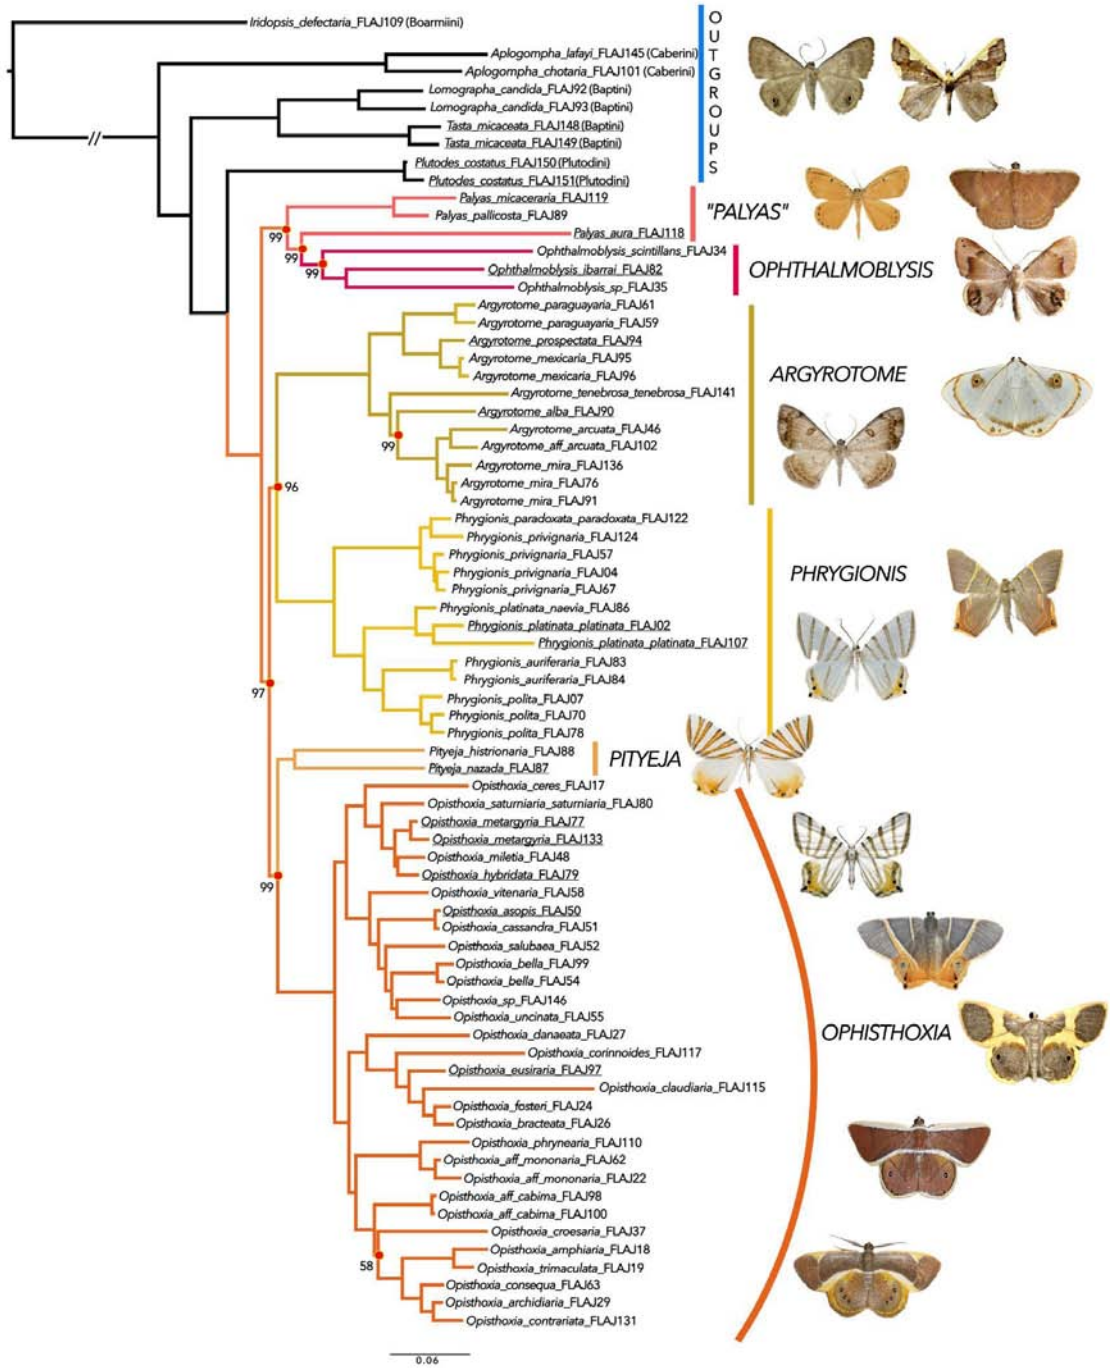 Iridopsis_defectaria_FLAJ109 (Boarmiini)
OUTGROUPS
Aplogompha_lafayi_FLAJ145 (Caberini)
Aplogompha_chotaria_FLAJ101 (Caberini)
Lomographa_candida_FLAJ92 (Baptini)
Lomographa_candida_FLAJ93 (Baptini)
Tasta_micaceata_FLAJ148 (Baptini)
Tasta_micaceata_FLAJ149 (Baptini)
Plutodes_costatus_FLAJ150 (Plutodini)
Plutodes_costatus_FLAJ151(Plutodini)
Palyas_micaceraria_FLAJ119
"PALYAS"
Palyas_pallicosta_FLAJ89
99
Palyas_aura_FLAJ118
99
Ophthalmoblysis_scintillans_FLAJ34
99
Ophthalmoblysis_ibarrai_FLAJ82
OPHTHALMOBLYSIS
Ophthalmoblysis_sp_FLAJ35
Argyrotome_paraguayaria_FLAJ61
Argyrotome_paraguayaria_FLAJ59
Argyrotome_prospectata_FLAJ94
Argyrotome_mexicaria_FLAJ95
Argyrotome_mexicaria_FLAJ96
ARGYROTOME
Argyrotome_tenebrosa_tenebrosa_FLAJ141
Argyrotome_alba_FLAJ90
Argyrotome_arcuata_FLAJ46
99
Argyrotome_aff_arcuata_FLAJ102
Argyrotome_mira_FLAJ136
Argyrotome_mira_FLAJ76
96
Argyrotome_mira_FLAJ91
Phrygionis_paradoxata_paradoxata_FLAJ122
Phrygionis_privignaria_FLAJ124
Phrygionis_privignaria_FLAJ57
Phrygionis_privignaria_FLAJ04
PHRYGIONIS
Phrygionis_privignaria_FLAJ67
Phrygionis_platinata_naevia_FLAJ86
Phrygionis_platinata_platinata_FLAJ02
Phrygionis_platinata_platinata_FLAJ107
Phrygionis_auriferaria_FLAJ83
Phrygionis_auriferaria_FLAJ84
97
Phrygionis_polita_FLAJ07
Phrygionis_polita_FLAJ70
Phrygionis_polita_FLAJ78
Pityeja_histrionaria_FLAJ88
PITYEJA
Pityeja_nazada_FLAJ87
Opisthoxia_ceres_FLAJ17
Opisthoxia_saturniaria_saturniaria_FLAJ80
Opisthoxia_metargyria_FLAJ77
Opisthoxia_metargyria_FLAJ133
Opisthoxia_miletia_FLAJ48
Opisthoxia_hybridata_FLAJ79
99
Opisthoxia_vitenaria_FLAJ58
Opisthoxia_asopis_FLAJ50
Opisthoxia_cassandra_FLAJ51
Opisthoxia_salubaea_FLAJ52
Opisthoxia_bella_FLAJ99
Opisthoxia_bella_FLAJ54
Opisthoxia_sp_FLAJ146
Opisthoxia_uncinata_FLAJ55
Opisthoxia_danaeata_FLAJ27
OPHISTHOXIA
Opisthoxia_corinnoides_FLAJ117
Opisthoxia_eusiraria_FLAJ97
Opisthoxia_claudiaria_FLAJ115
Opisthoxia_fosteri_FLAJ24
Opisthoxia_bracteata_FLAJ26
Opisthoxia_phrynearia_FLAJ110
Opisthoxia_aff_mononaria_FLAJ62
Opisthoxia_aff_mononaria_FLAJ22
Opisthoxia_aff_cabima_FLAJ98
Opisthoxia_aff_cabima_FLAJ100
Opisthoxia_croesaria_FLAJ37
Opisthoxia_amphiaria_FLAJ18
58
Opisthoxia_trimaculata_FLAJ19
Opisthoxia_consequa_FLAJ63
Opisthoxia_archidiaria_FLAJ29
Opisthoxia_contrariata_FLAJ131
0.06